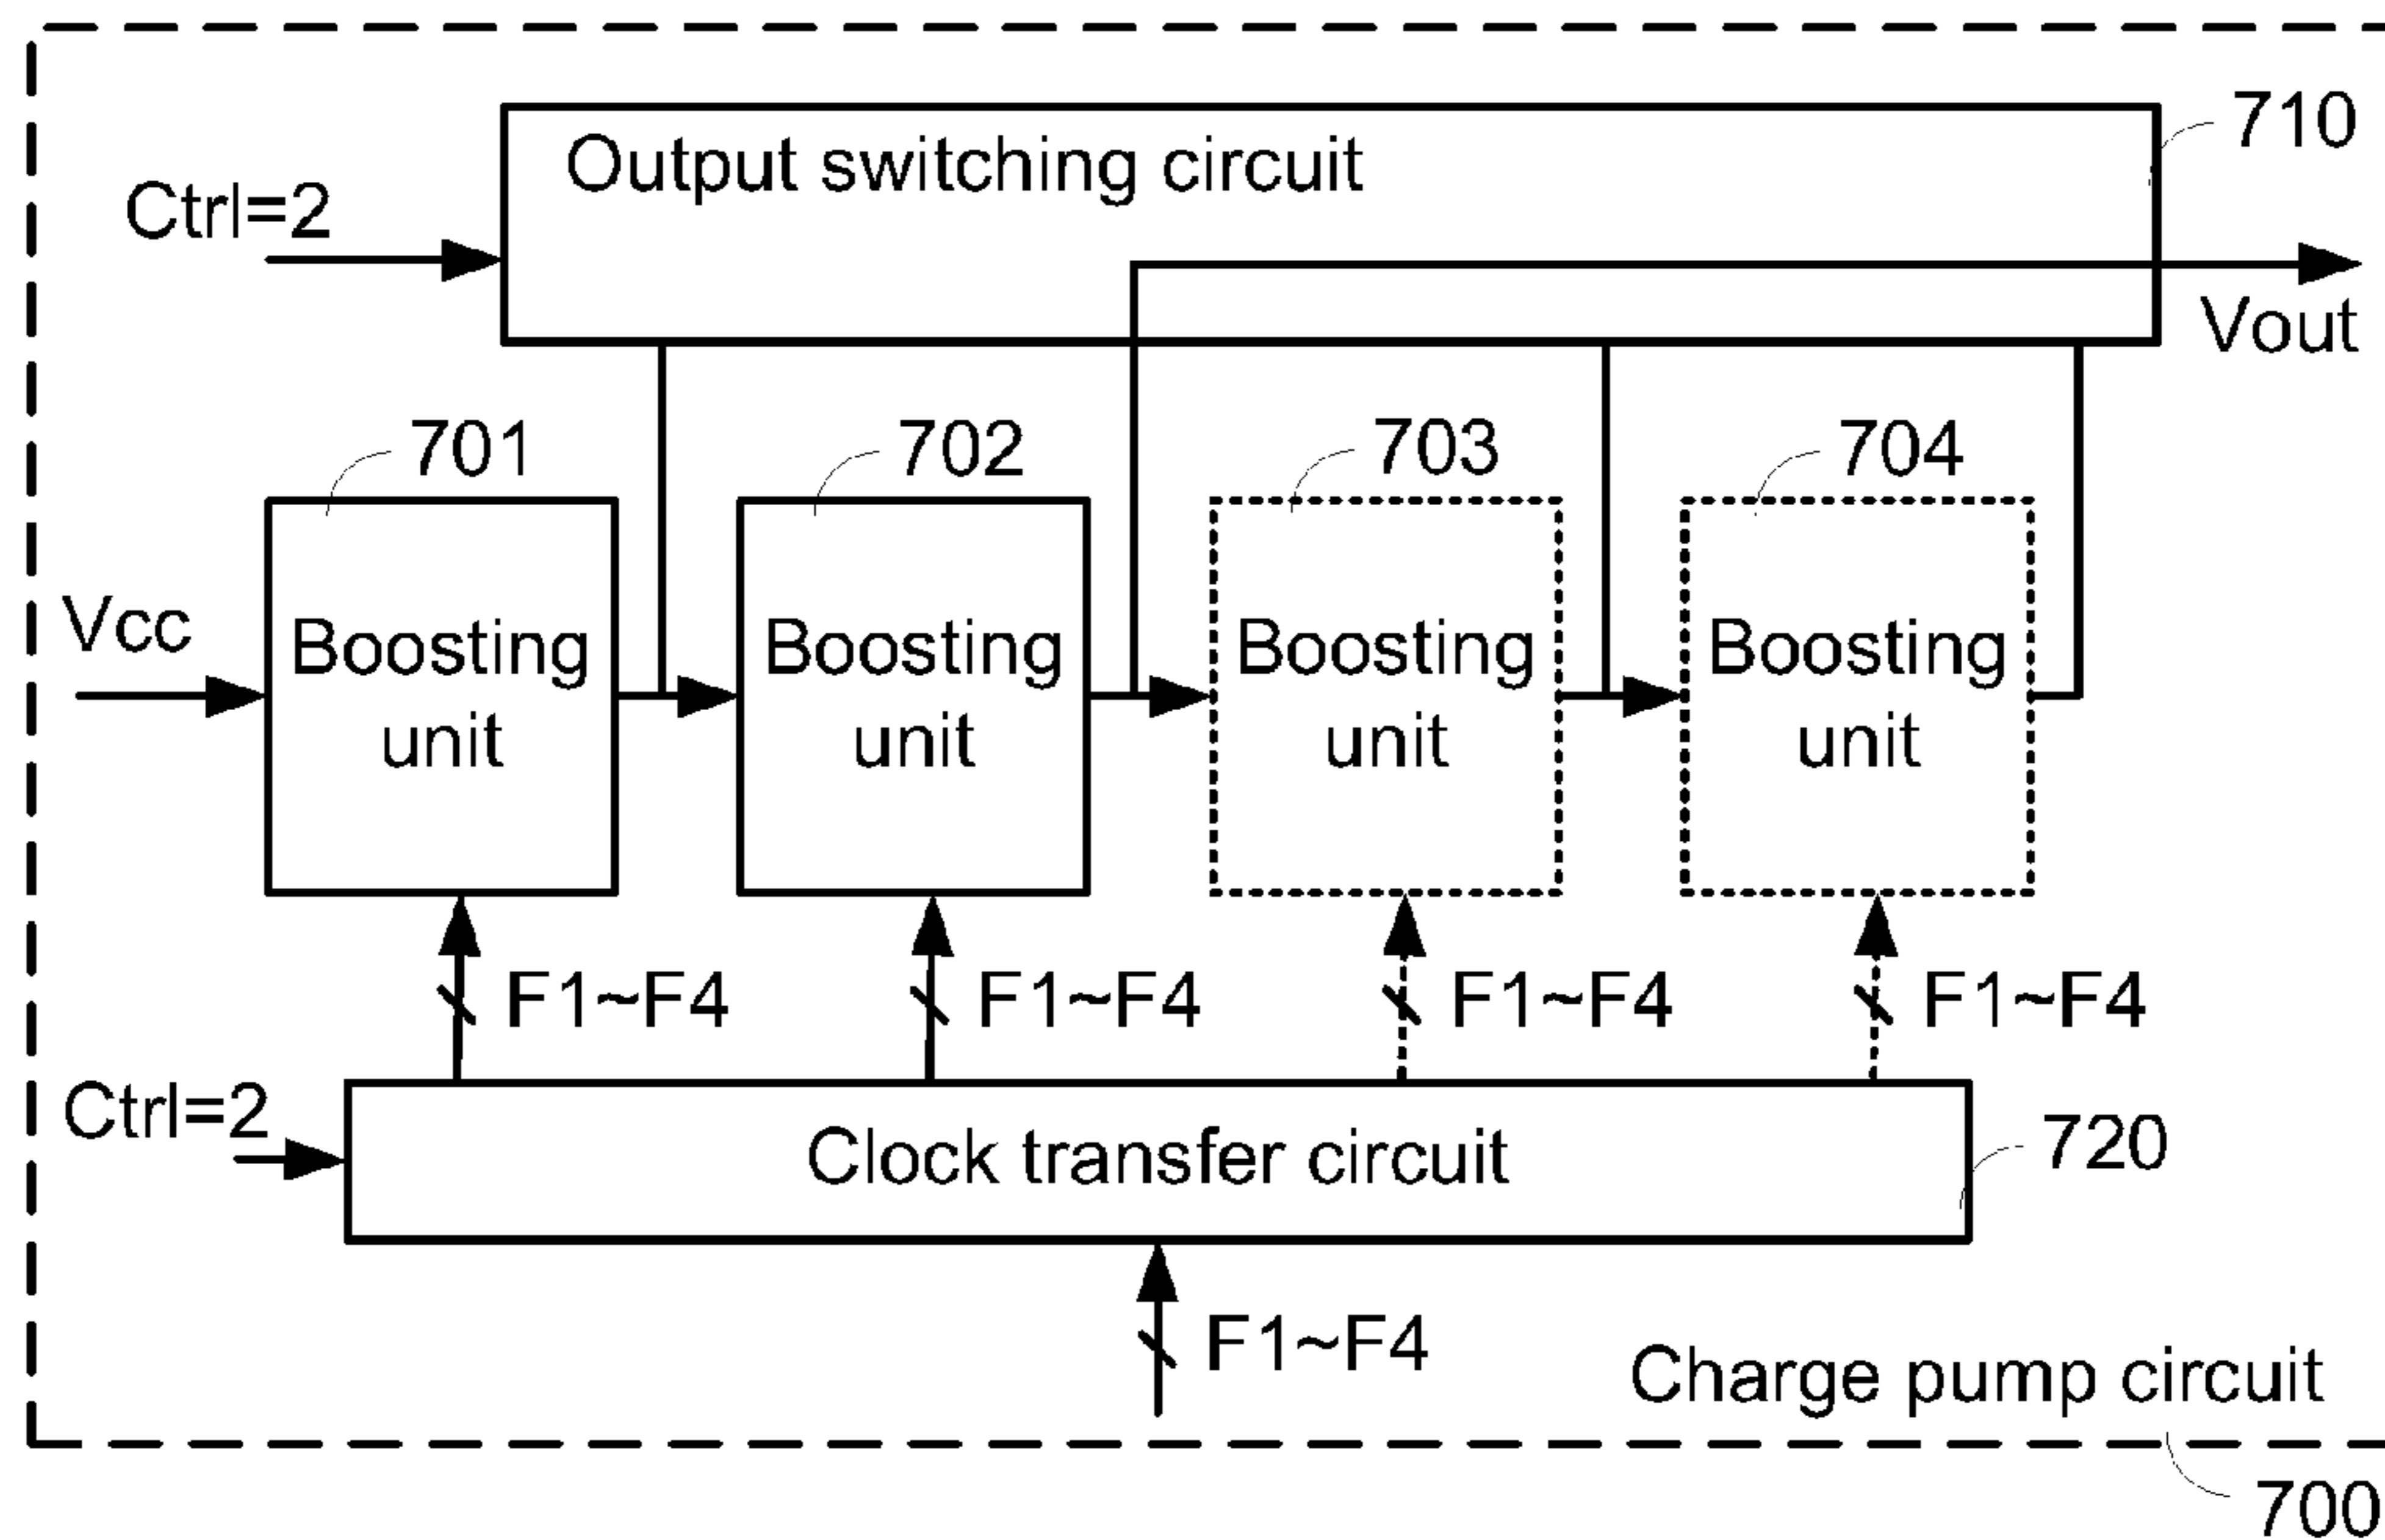 710
Output switching circuit
Ctrl=2
Vout
701
702
703
704
Vcc
Boosting
unit
Boosting
unit
Boosting
unit
Boosting
unit
F1~F4
F1~F4
F1~F4
F1~F4
Ctrl=2
Clock transfer circuit
720
F1~F4
Charge pump circuit
700